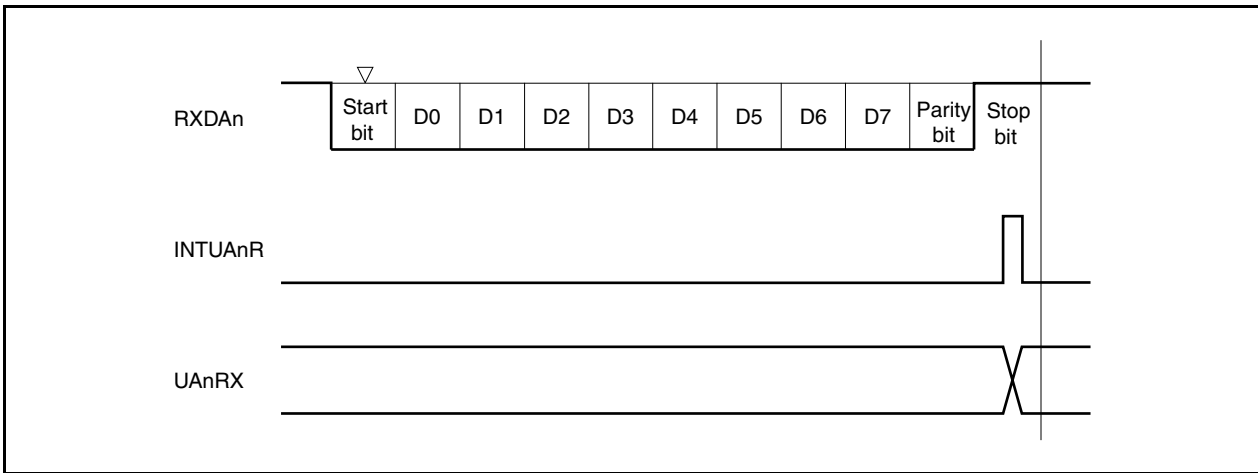 RXDAn
Start bit
D0
D1
D2
D3
D4
D5
D6
D7
Parity bit
Stop bit
INTUAnR
UAnRX